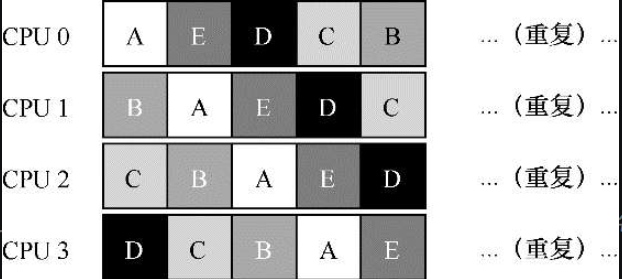 CPU 0 A E D C B … (重复) …
CPU 1 B A E D C … (重复) …
CPU 2 C B A E D … (重复) …
CPU 3 D C B A E … (重复) …